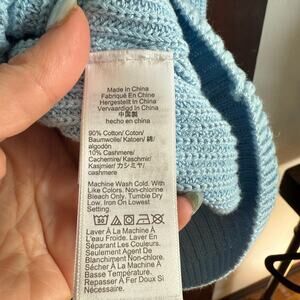 Made In China
Fabriqué En Chine
Hergestellt In China
Vervaardigd In China
中国製
hecho en china
90% Cotton/ Coton/
Baumwolle/ Katoen/ 綿/
algodón
10% Cashmere/
Cachemire/ Kaschmir/
Kasjmier/ カシミヤ/
cashmere
Machine Wash Cold. With
Like Colors. Non-chlorine
Bleach Only. Tumble Dry
Low. Iron On Lowest
Setting.
30
Laver À La Machine À
L'eau Froide. Laver En
Séparant Les Couleurs.
Seulement Agent De
Blanchiment Non-chlore.
Sécher À La Machine À
Basse Température.
Repasser À Fer Doux Si
Nécessaire.